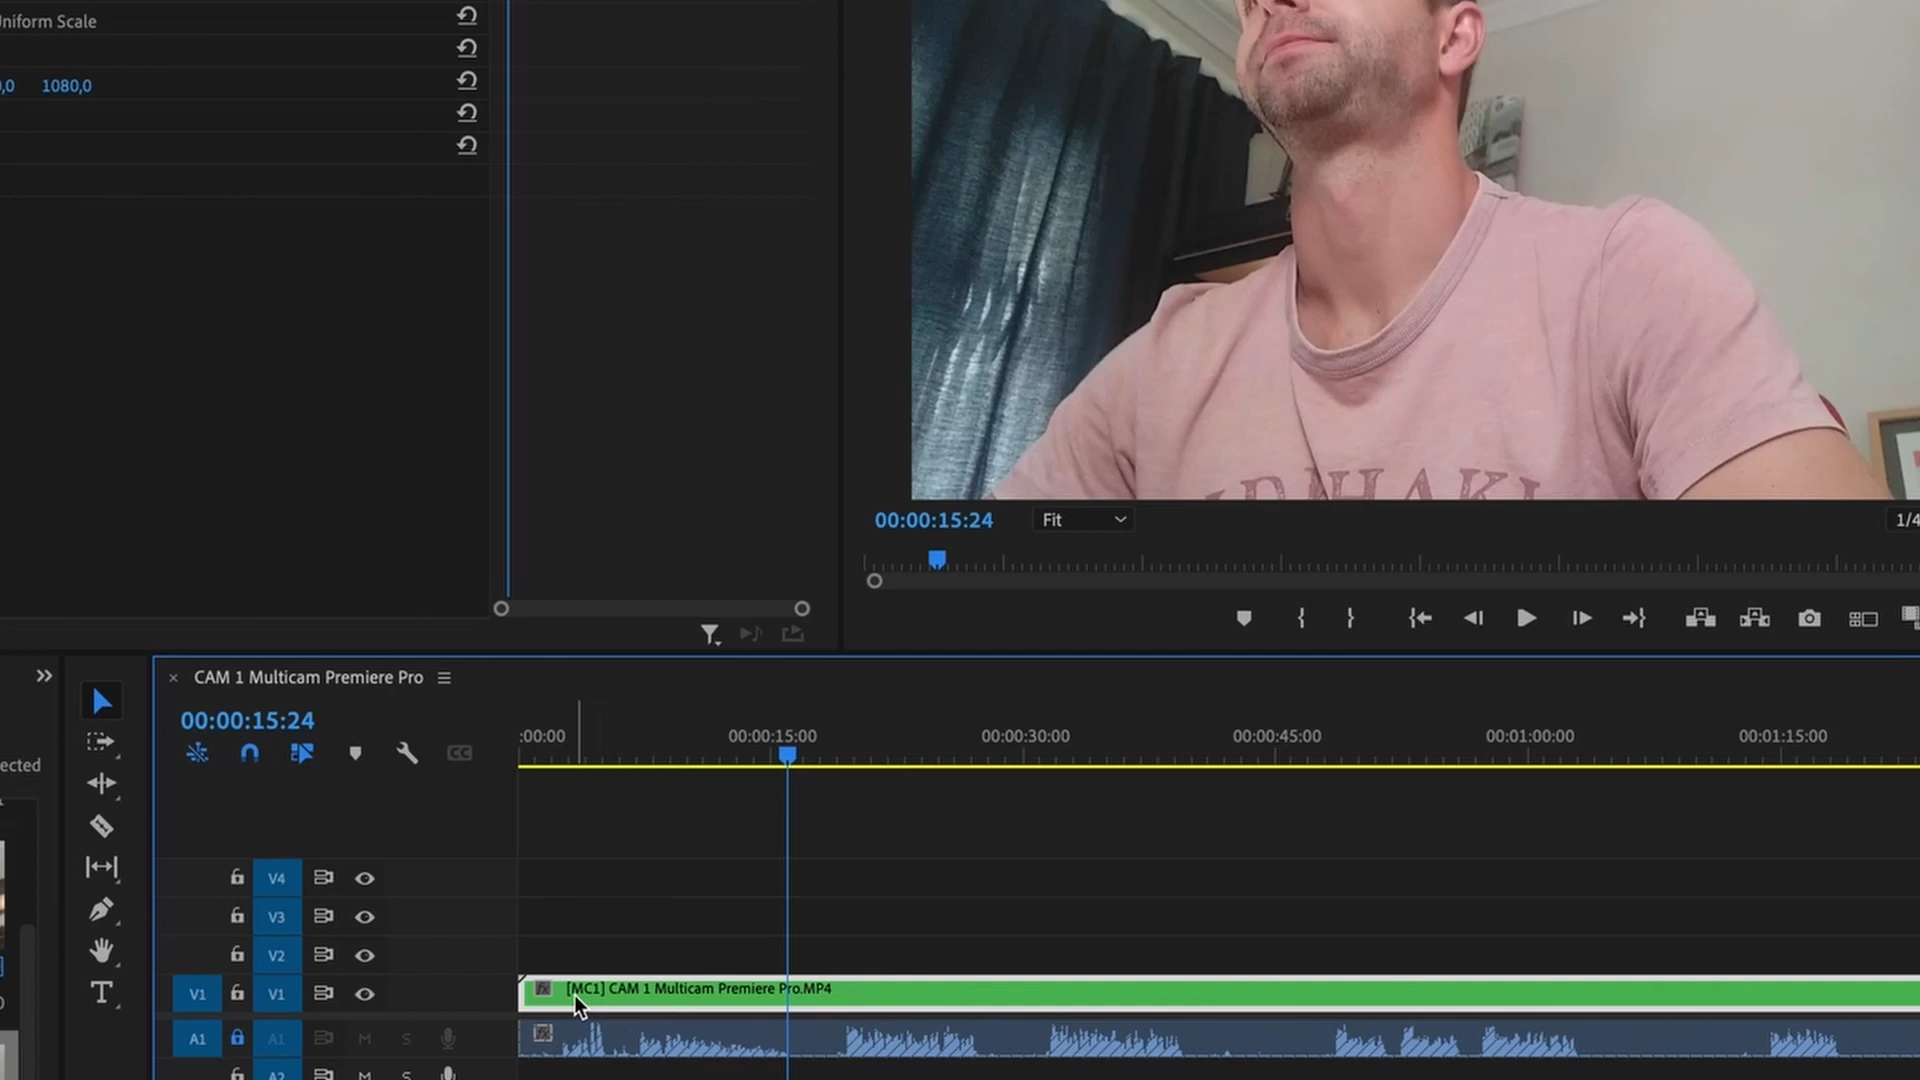 Uniform Scale
,0 1080,0
00:00:15:24 Fit 1/4
CAM 1 Multicam Premiere Pro
00:00:15:24
:00:00 00:00:15:00 00:00:30:00 00:00:45:00 00:01:00:00 00:01:15:00
CC
ected
V4
V3
V2
V1 V1 fx [MC1] CAM 1 Multicam Premiere Pro.MP4
A1 A1 M S fx
A2 M S